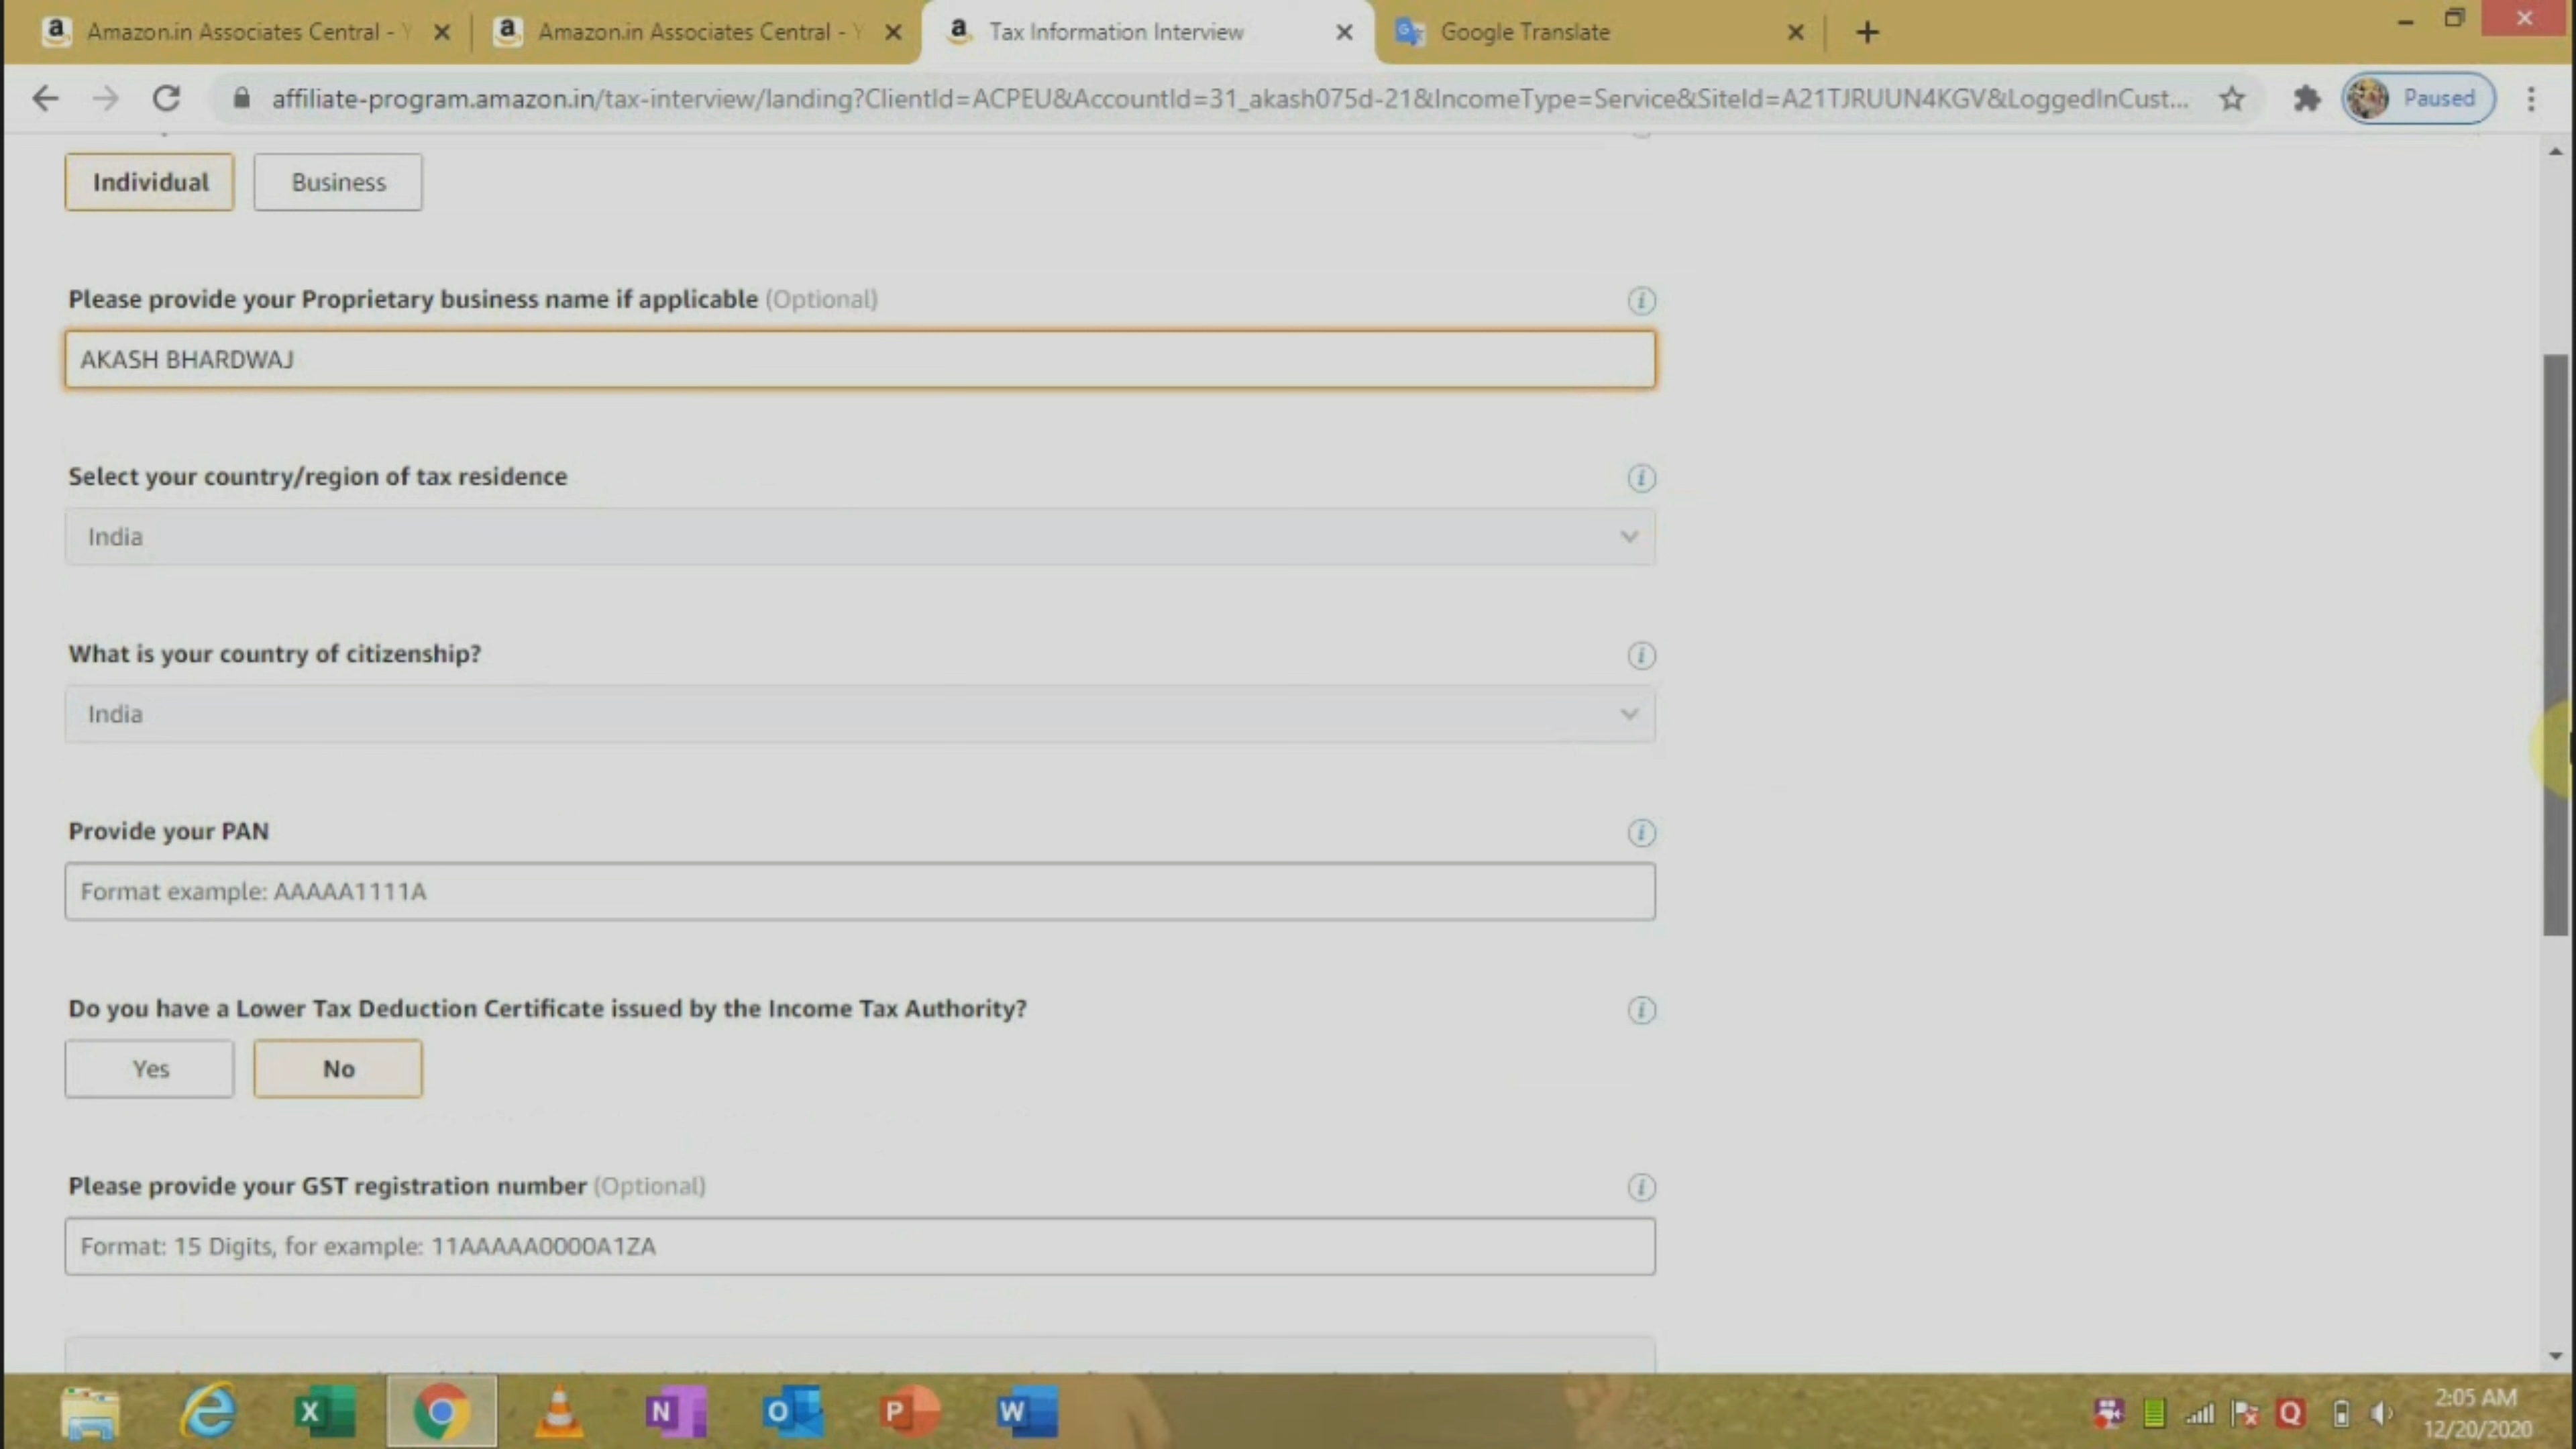 Amazon.in Associates Central - Y
Amazon.in Associates Central - Y
Tax Information Interview
Google Translate
affiliate-program.amazon.in/tax-interview/landing?ClientId=ACPEU&AccountId=31_akash075d-21&IncomeType=Service&SiteId=A21TJRUUN4KGV&LoggedInCust...
Paused
Individual
Business
Please provide your Proprietary business name if applicable (Optional)
AKASH BHARDWAJ
Select your country/region of tax residence
India
What is your country of citizenship?
India
Provide your PAN
Format example: AAAAA1111A
Do you have a Lower Tax Deduction Certificate issued by the Income Tax Authority?
Yes
No
Please provide your GST registration number (Optional)
Format: 15 Digits, for example: 11AAAAA0000A1ZA
2:05 AM
12/20/2020